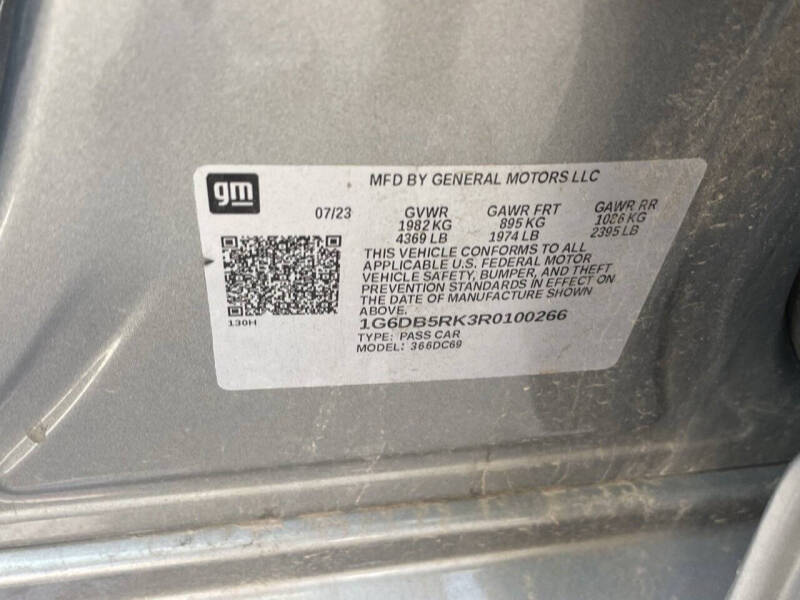 gm
MFD BY GENERAL MOTORS LLC
07/23 GVWR GAWR FRT GAWR RR
1982 KG 895 KG 1086 KG
4369 LB 1974 LB 2395 LB
THIS VEHICLE CONFORMS TO ALL
APPLICABLE U.S. FEDERAL MOTOR
VEHICLE SAFETY, BUMPER, AND THEFT
PREVENTION STANDARDS IN EFFECT ON
THE DATE OF MANUFACTURE SHOWN
ABOVE.
130H
1G6DB5RK3R0100266
TYPE: PASS CAR
MODEL: 366DC69